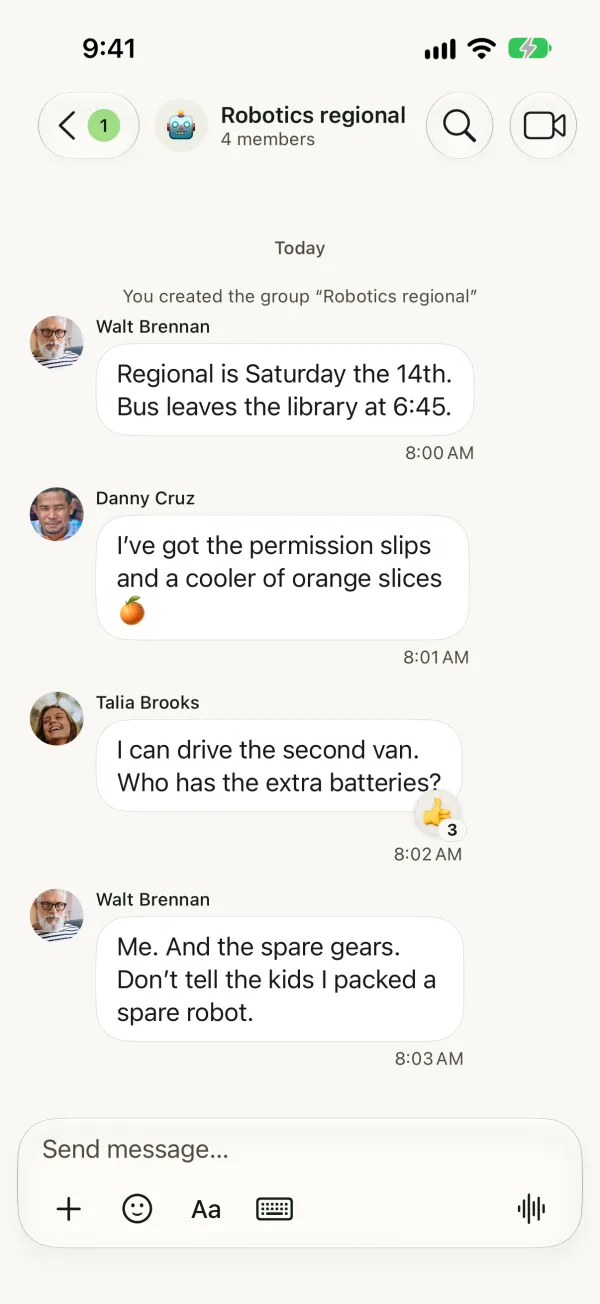 9:41
1
Robotics regional
4 members
Today
You created the group “Robotics regional”
Walt Brennan
Regional is Saturday the 14th.
Bus leaves the library at 6:45.
8:00 AM
Danny Cruz
I’ve got the permission slips
and a cooler of orange slices
🍊
8:01 AM
Talia Brooks
I can drive the second van.
Who has the extra batteries?
👍 3
8:02 AM
Walt Brennan
Me. And the spare gears.
Don’t tell the kids I packed a
spare robot.
8:03 AM
Send message...
Aa